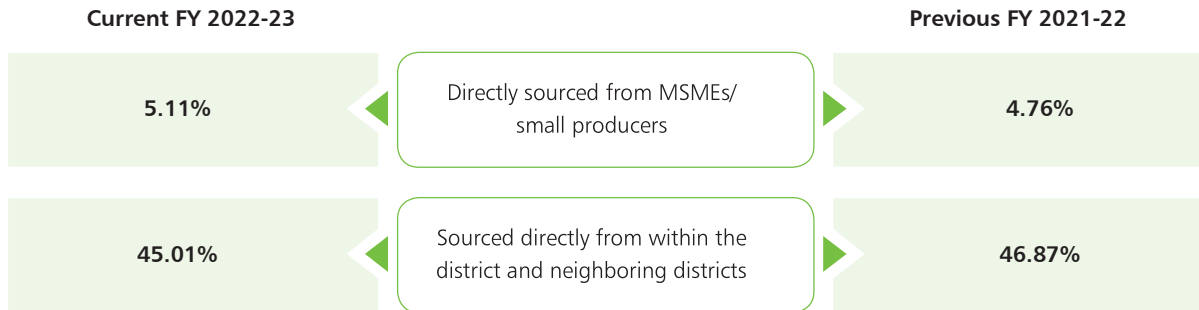 Current FY 2022-23
Previous FY 2021-22
5.11%
Directly sourced from MSMEs/
small producers
4.76%
45.01%
Sourced directly from within the
district and neighboring districts
46.87%